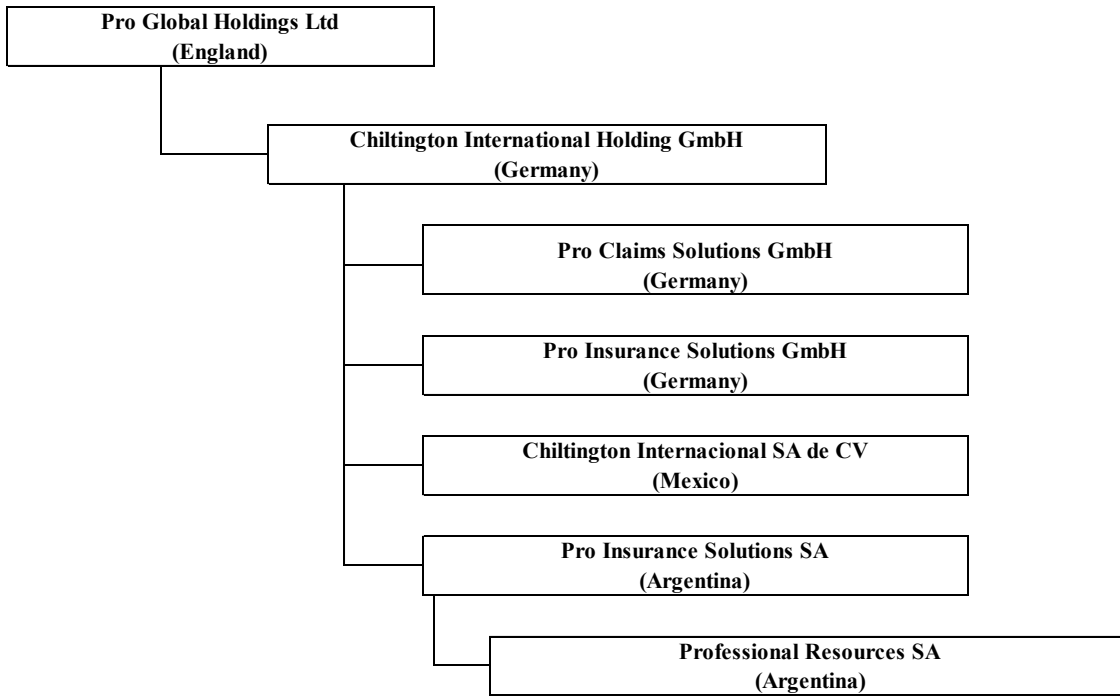 Pro Global Holdings Ltd
(England)
Chiltington International Holding GmbH
(Germany)
Pro Claims Solutions GmbH
(Germany)
Pro Insurance Solutions GmbH
(Germany)
Chiltington Internacional SA de CV
(Mexico)
Pro Insurance Solutions SA
(Argentina)
Professional Resources SA
(Argentina)